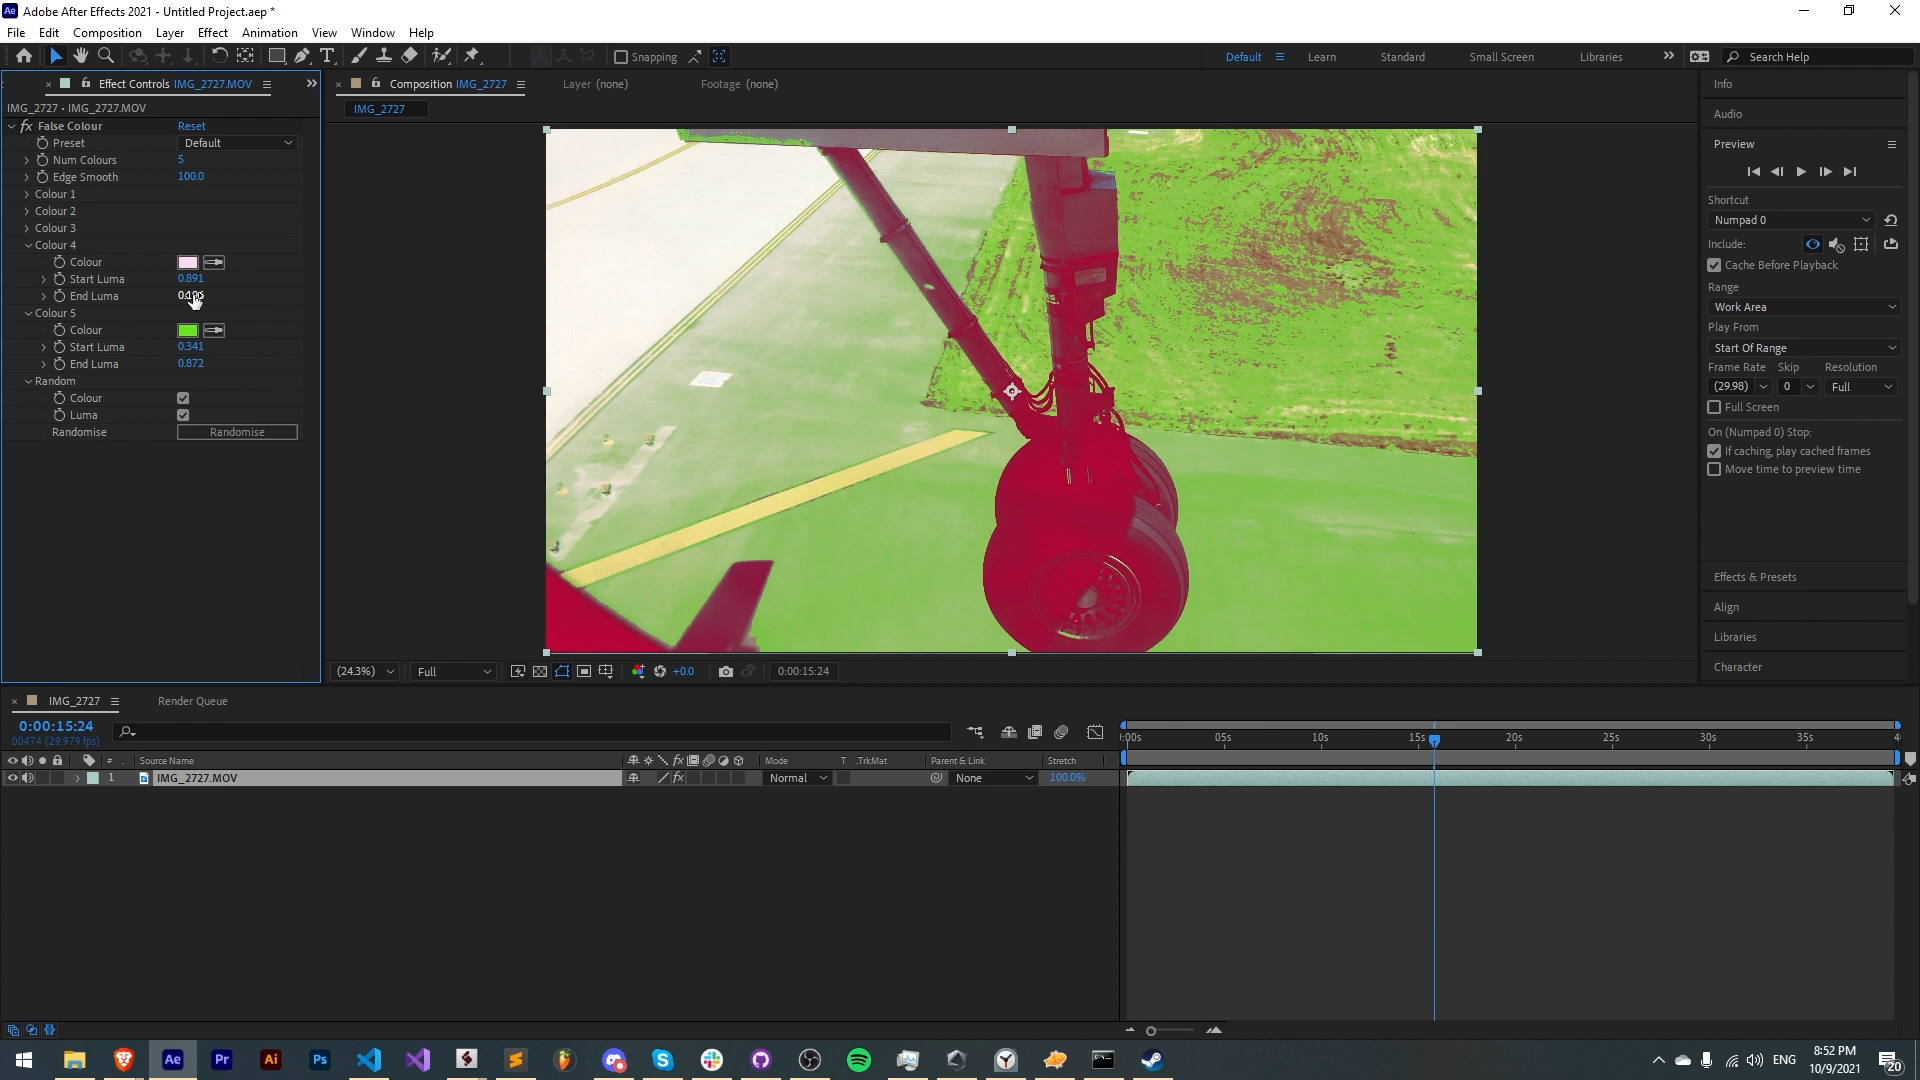 Adobe After Effects 2021 - Untitled Project.aep *
File Edit Composition Layer Effect Animation View Window Help
Snapping Default Learn Standard Small Screen Libraries Search Help
Effect Controls IMG_2727.MOV
IMG_2727 • IMG_2727.MOV
False Colour Reset
Preset Default
Num Colours 5
Edge Smooth 100.0
Colour 1
Colour 2
Colour 3
Colour 4
Colour
Start Luma 0.891
End Luma
Colour 5
Colour
Start Luma 0.341
End Luma 0.872
Random
Colour
Luma
Randomise Randomise
Composition IMG_2727 Layer (none) Footage (none)
IMG_2727
(24.3%) Full +0.0 0:00:15:24
Info
Audio
Preview
Shortcut
Numpad 0
Include:
Cache Before Playback
Range
Work Area
Play From
Start Of Range
Frame Rate Skip Resolution
(29.98) 0 Full
Full Screen
On (Numpad 0) Stop:
If caching, play cached frames
Move time to preview time
Effects & Presets
Align
Libraries
Character
IMG_2727 Render Queue
0:00:15:24
00474 (29.979 fps)
:00s 05s 10s 15s 20s 25s 30s 35s 4
# Source Name Mode T .TrkMat Parent & Link Stretch
1 IMG_2727.MOV Normal None 100.0%
ENG 8:52 PM
10/9/2021
20